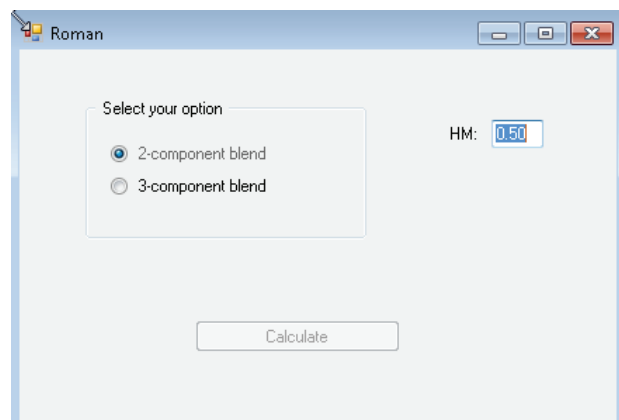 Roman
Select your option
HM: 0.50
2-component blend
3-component blend
Calculate